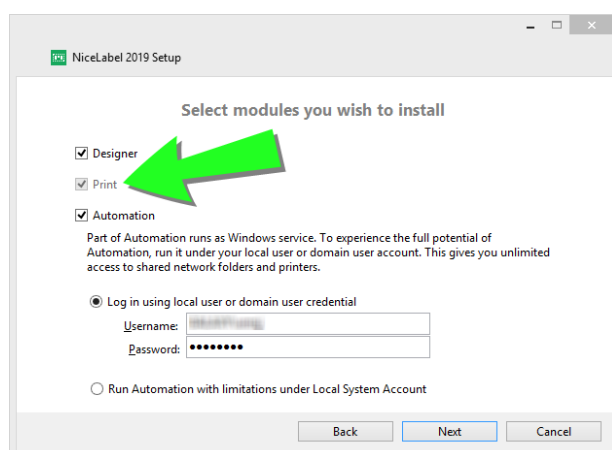 NiceLabel 2019 Setup
Select modules you wish to install
Designer
Print
Automation
Part of Automation runs as Windows service. To experience the full potential of
Automation, run it under your local user or domain user account. This gives you unlimited
access to shared network folders and printers.
Log in using local user or domain user credential
Username:
Password:
Run Automation with limitations under Local System Account
Back Next Cancel